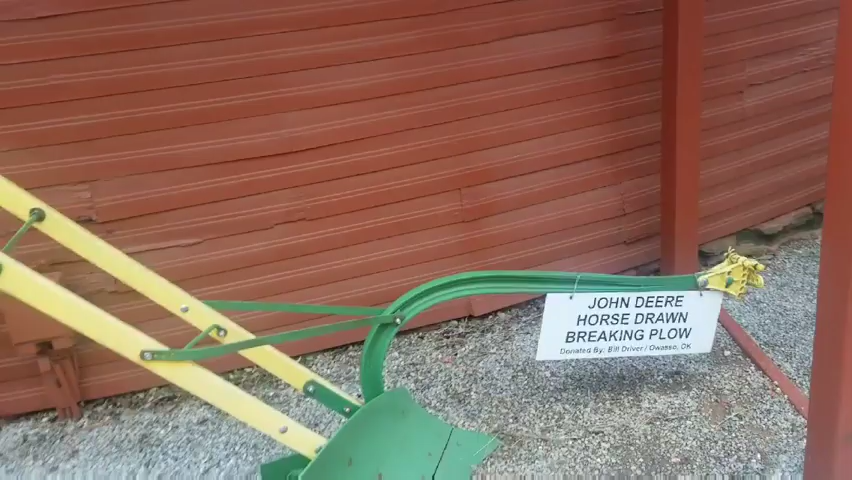 JOHN DEERE
HORSE DRAWN
BREAKING PLOW
Donated By: Bill Driver / Owasso, OK